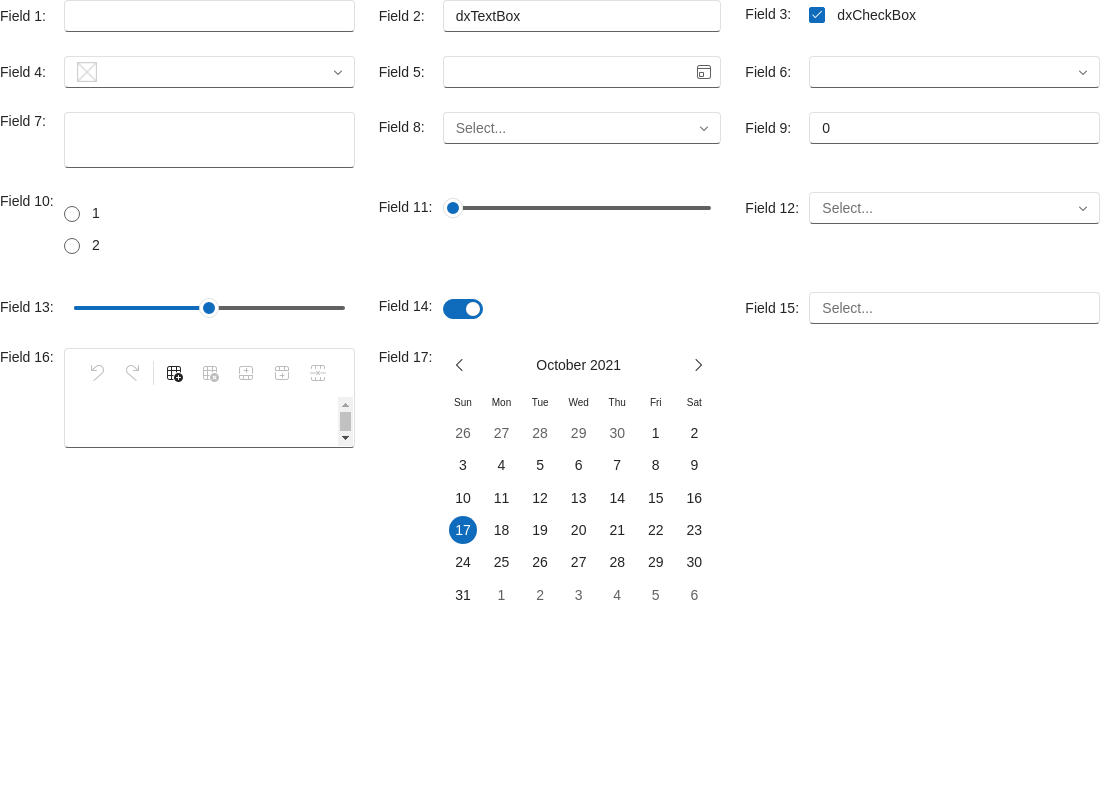 Field 1:
Field 2: dxTextBox
Field 3: dxCheckBox
Field 4:
Field 5:
Field 6:
Field 7:
Field 8: Select...
Field 9: 0
Field 10:
1
2
Field 11:
Field 12: Select...
Field 13:
Field 14:
Field 15: Select...
Field 16:
Field 17:
October 2021
Sun Mon Tue Wed Thu Fri Sat
26 27 28 29 30 1 2
3 4 5 6 7 8 9
10 11 12 13 14 15 16
17 18 19 20 21 22 23
24 25 26 27 28 29 30
31 1 2 3 4 5 6